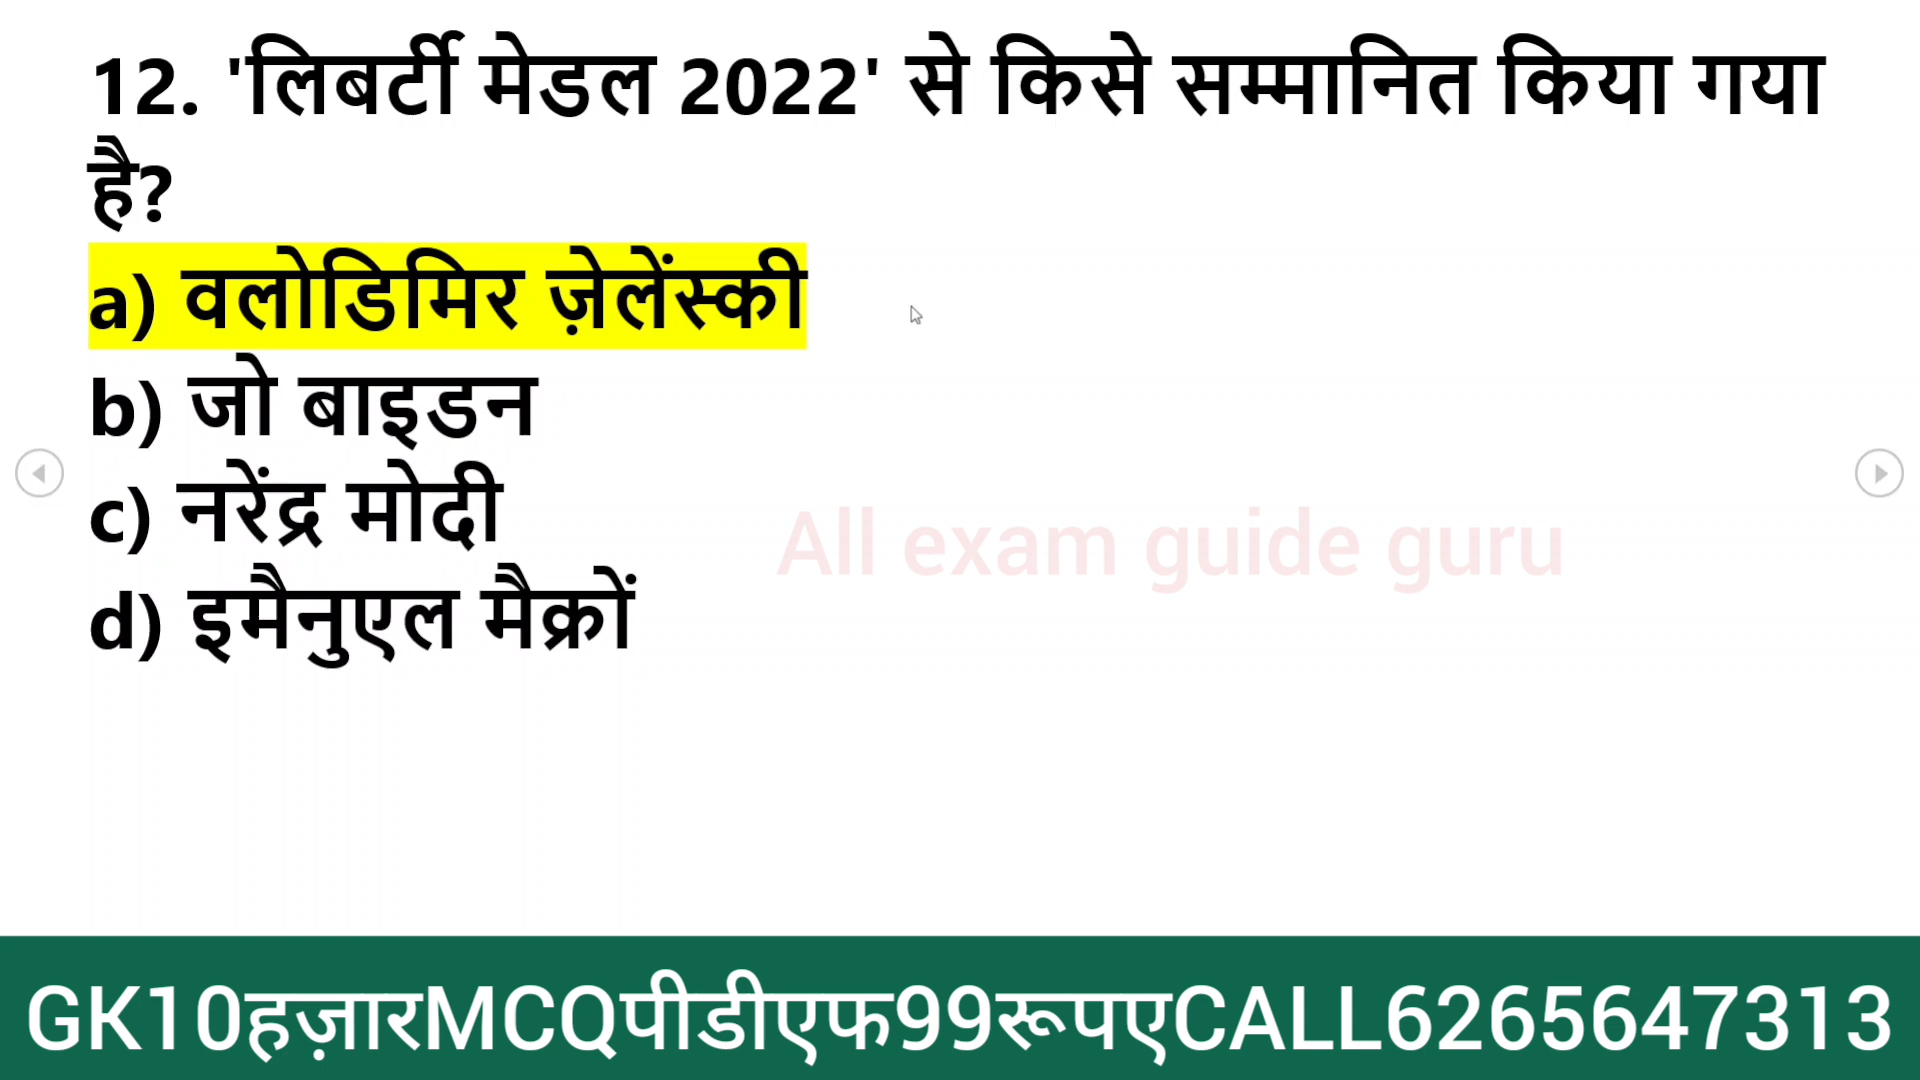 12. 'लिबर्टी मेडल 2022' से किसे सम्मानित किया गया
है?
a) वलोडिमिर ज़ेलेंस्की
b) जो बाइडन
c) नरेंद्र मोदी
All exam guide guru
d) इमैनुएल मैक्रों
GK10हज़ारMCQपीडीएफ99रूपएCALL6265647313